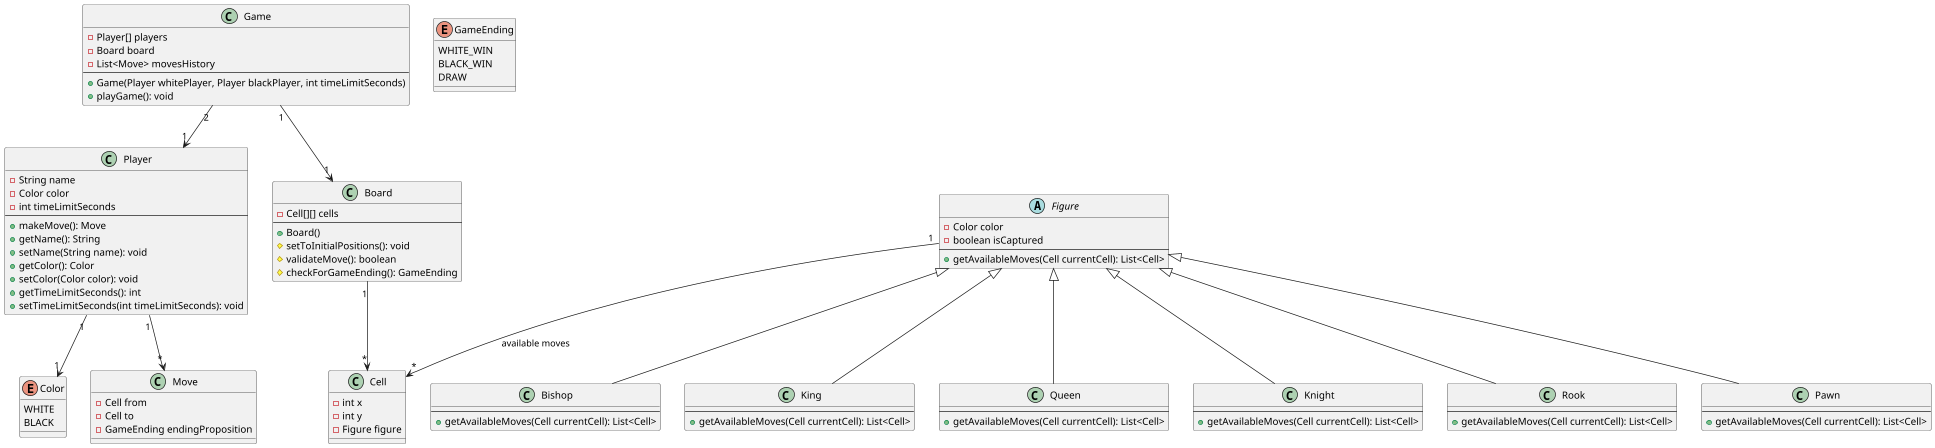 C Game
Player[] players
Board board
List<Move> movesHistory
Game(Player whitePlayer, Player blackPlayer, int timeLimitSeconds)
playGame(): void
E GameEnding
WHITE_WIN
BLACK_WIN
DRAW
2
1
1
1
C Player
String name
Color color
int timeLimitSeconds
makeMove(): Move
getName(): String
setName(String name): void
getColor(): Color
setColor(Color color): void
getTimeLimitSeconds(): int
setTimeLimitSeconds(int timeLimitSeconds): void
C Board
Cell[][] cells
Board()
setToInitialPositions(): void
validateMove(): boolean
checkForGameEnding(): GameEnding
A Figure
Color color
boolean isCaptured
getAvailableMoves(Cell currentCell): List<Cell>
1
1
1
1
available moves
1
*
*
*
E Color
WHITE
BLACK
C Move
Cell from
Cell to
GameEnding endingProposition
C Cell
int x
int y
Figure figure
C Bishop
getAvailableMoves(Cell currentCell): List<Cell>
C King
getAvailableMoves(Cell currentCell): List<Cell>
C Queen
getAvailableMoves(Cell currentCell): List<Cell>
C Knight
getAvailableMoves(Cell currentCell): List<Cell>
C Rook
getAvailableMoves(Cell currentCell): List<Cell>
C Pawn
getAvailableMoves(Cell currentCell): List<Cell>